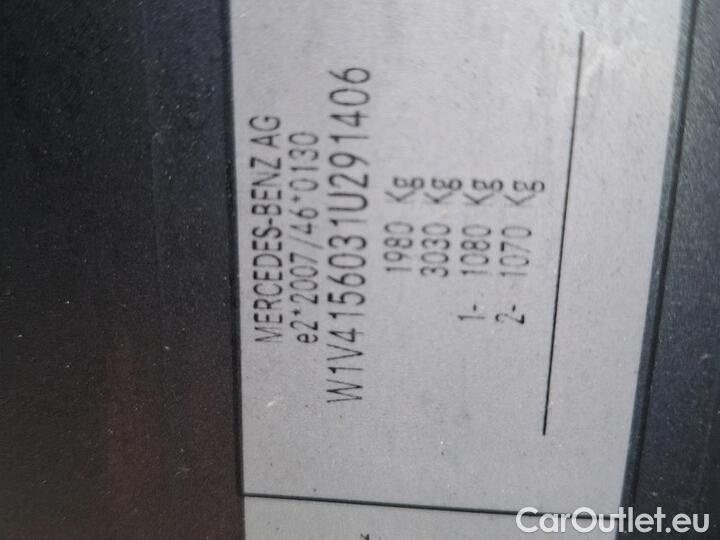 MERCEDES-BENZ AG
e2*2007/46*0130
W1V4156031U291406
1980 Kg
3030 Kg
1- 1080 Kg
2- 1070 Kg
CarOutlet.eu